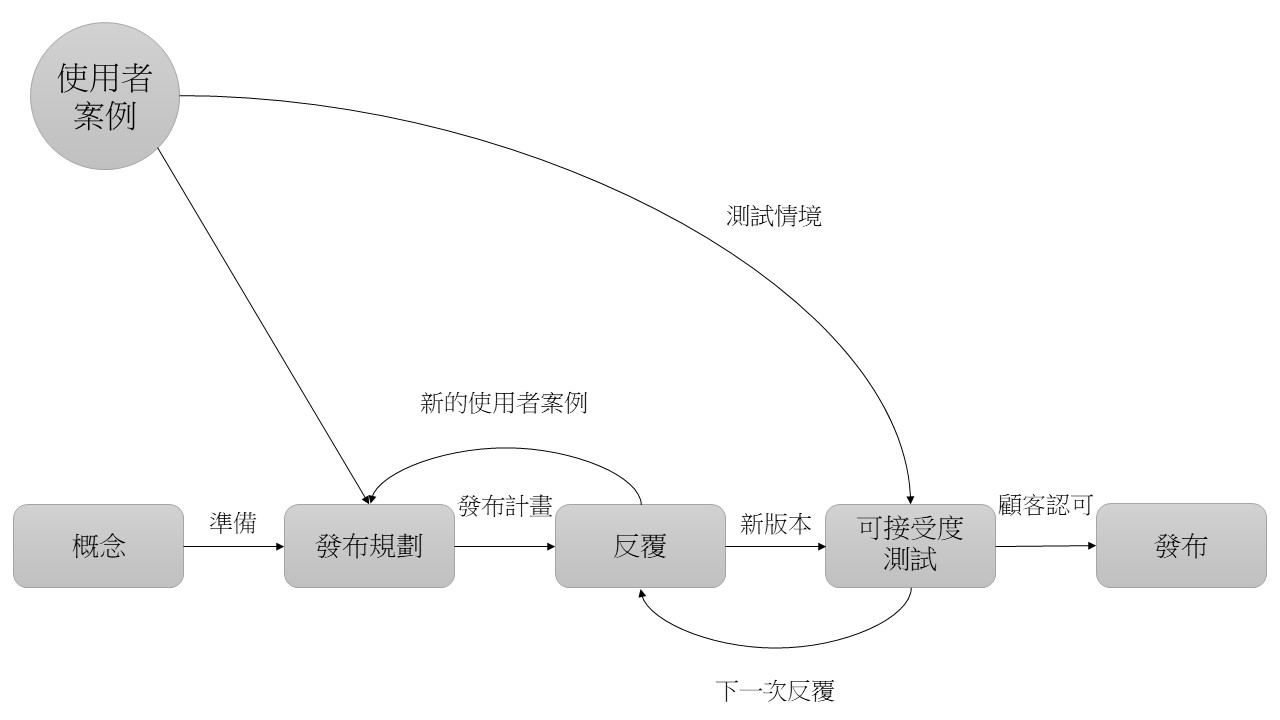 使用者
案例
測試情境
新的使用者案例
概念
準備
發布規劃
發布計畫
反覆
新版本
可接受度
測試
顧客認可
發布
下一次反覆